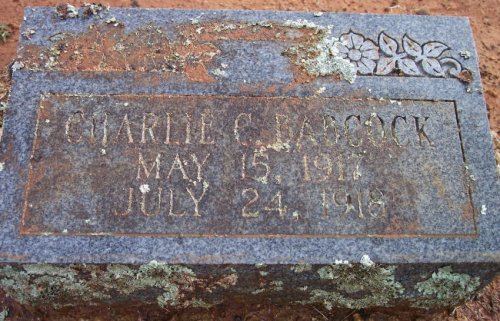 CHARLIE C. BABCOCK
MAY 15, 1917
JULY 24, 1918